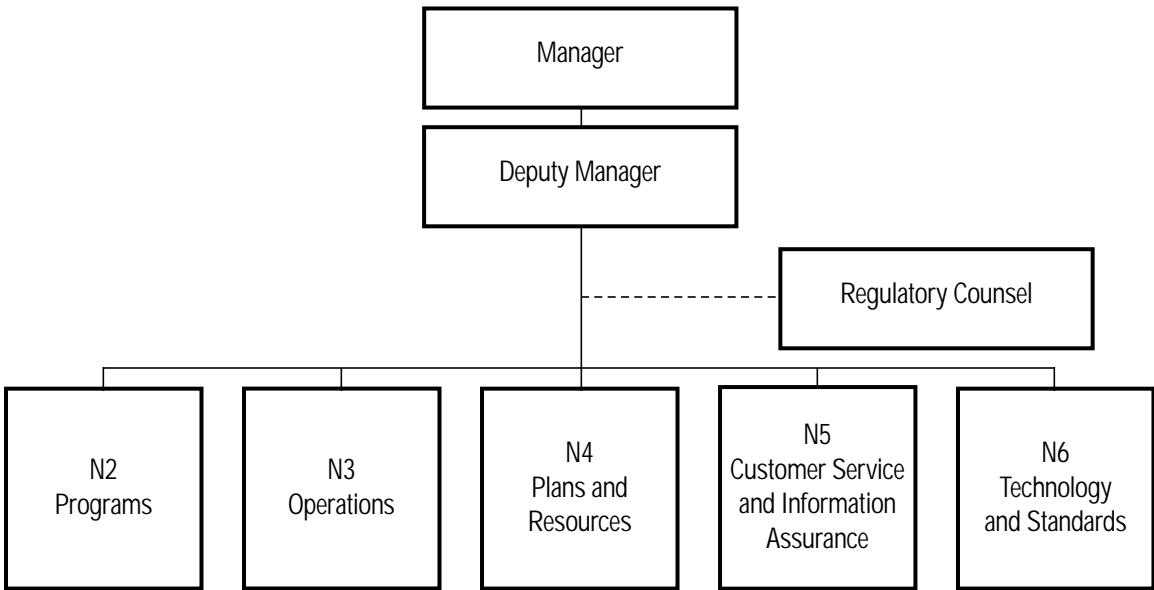 Manager
Deputy Manager
Regulatory Counsel
N2
Programs
N3
Operations
N4
Plans and
Resources
N5
Customer Service
and Information
Assurance
N6
Technology
and Standards